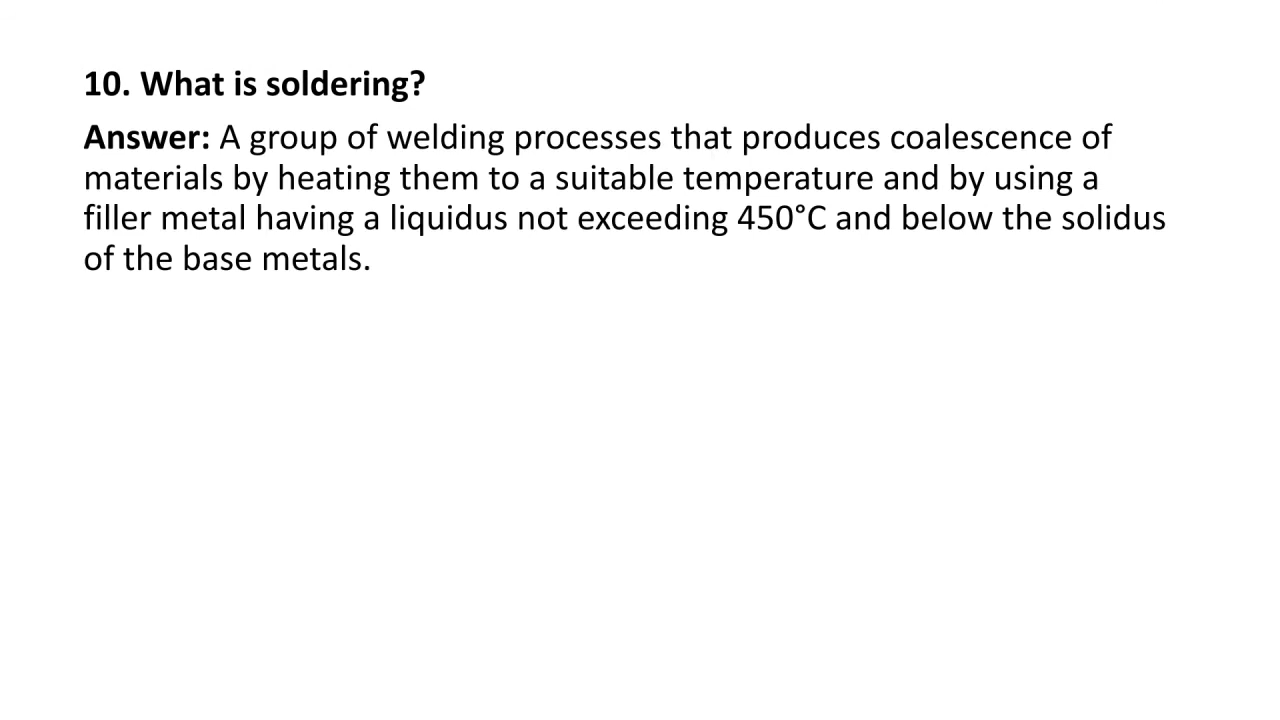 10. What is soldering?
Answer: A group of welding processes that produces coalescence of
materials by heating them to a suitable temperature and by using a
filler metal having a liquidus not exceeding 450°C and below the solidus
of the base metals.